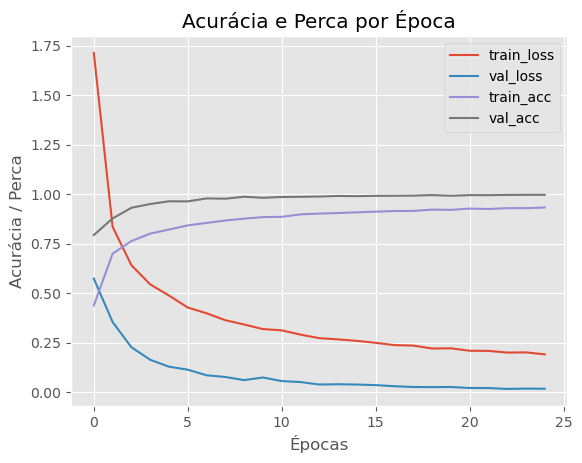 Acurácia e Perca por Época
1.75
1.50
1.25
1.00
0.75
0.50
0.25
0.00
Acurácia / Perca
train_loss
val_loss
train_acc
val_acc
0
5
10
15
20
25
Épocas